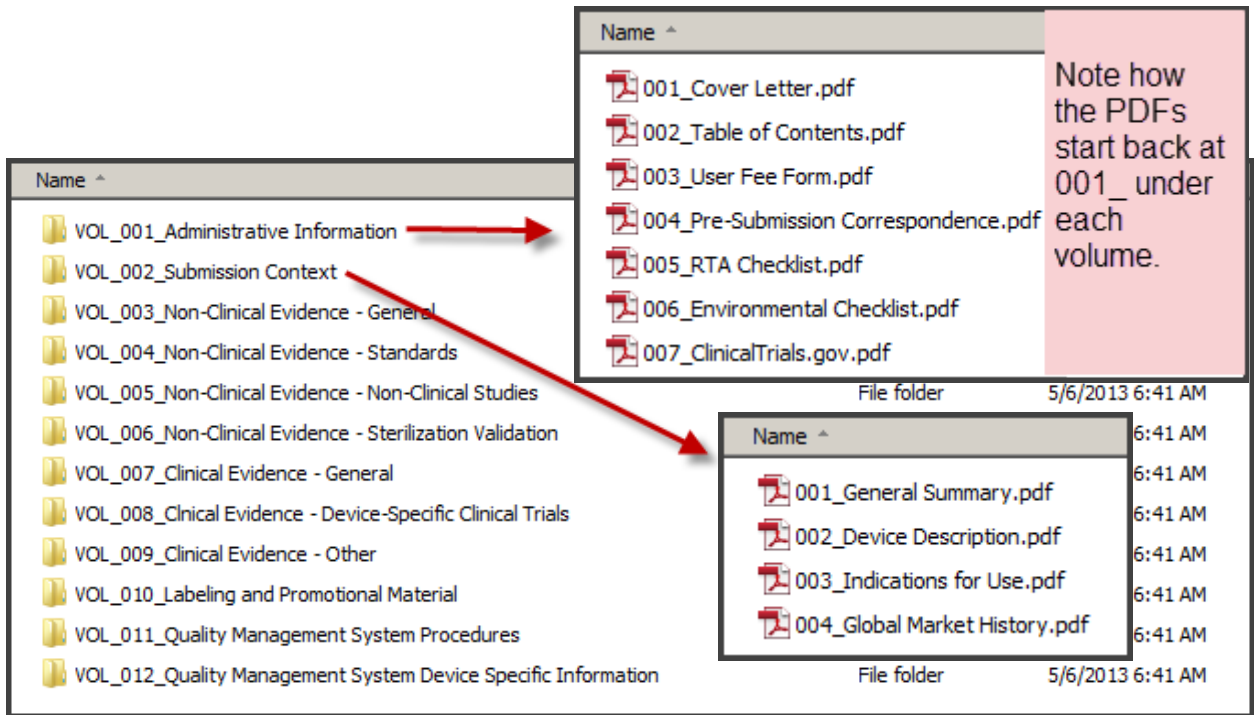 Name
001_Cover Letter.pdf
002_Table of Contents.pdf
003_User Fee Form.pdf
004_Pre-Submission Correspondence.pdf
005_RTA Checklist.pdf
006_Environmental Checklist.pdf
007_ClinicalTrials.gov.pdf
Note how
the PDFs
start back at
001_ under
each
volume.
Name
VOL_001_Administrative Information
VOL_002_Submission Context
VOL_003_Non-Clinical Evidence - General
VOL_004_Non-Clinical Evidence - Standards
VOL_005_Non-Clinical Evidence - Non-Clinical Studies File folder 5/6/2013 6:41 AM
VOL_006_Non-Clinical Evidence - Sterilization Validation 6:41 AM
VOL_007_Clinical Evidence - General 6:41 AM
VOL_008_Clnical Evidence - Device-Specific Clinical Trials 6:41 AM
VOL_009_Clinical Evidence - Other 6:41 AM
VOL_010_Labeling and Promotional Material 6:41 AM
VOL_011_Quality Management System Procedures 6:41 AM
VOL_012_Quality Management System Device Specific Information File folder 5/6/2013 6:41 AM
Name
001_General Summary.pdf
002_Device Description.pdf
003_Indications for Use.pdf
004_Global Market History.pdf